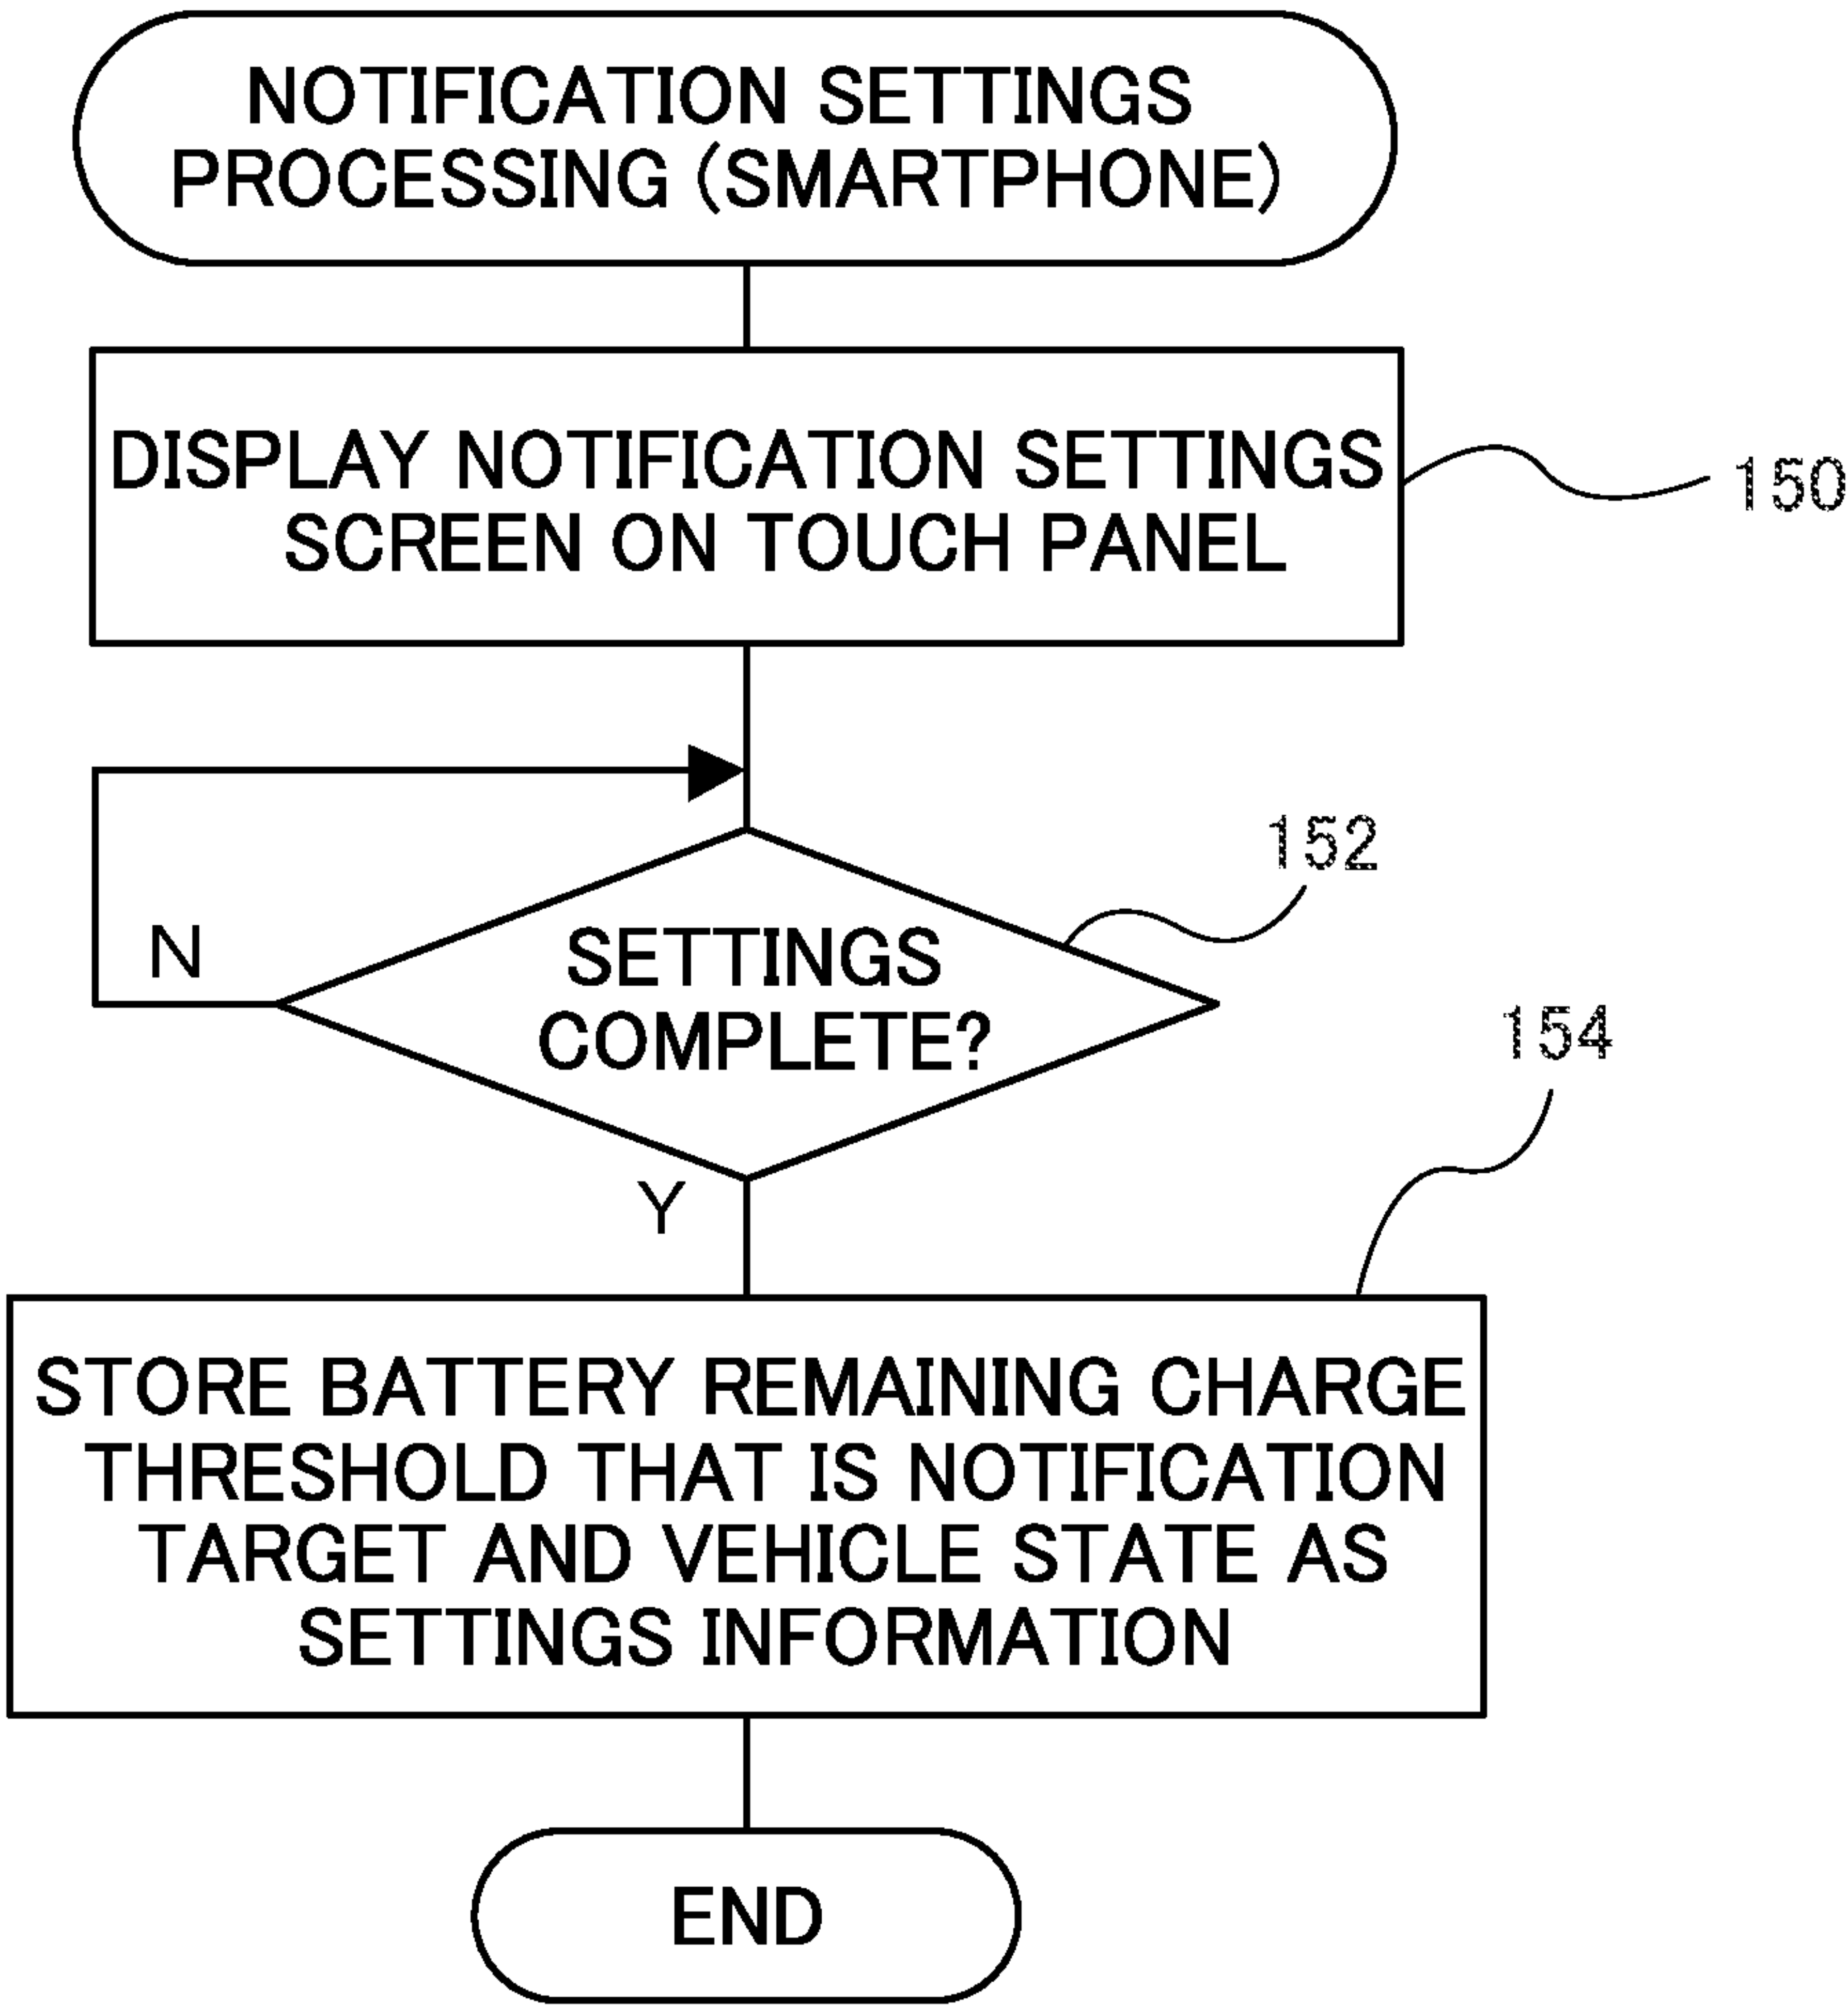 NOTIFICATION SETTINGS
PROCESSING (SMARTPHONE)
DISPLAY NOTIFICATION SETTINGS
SCREEN ON TOUCH PANEL
150
152
N
SETTINGS
COMPLETE?
154
Y
STORE BATTERY REMAINING CHARGE
THRESHOLD THAT IS NOTIFICATION
TARGET AND VEHICLE STATE AS
SETTINGS INFORMATION
END